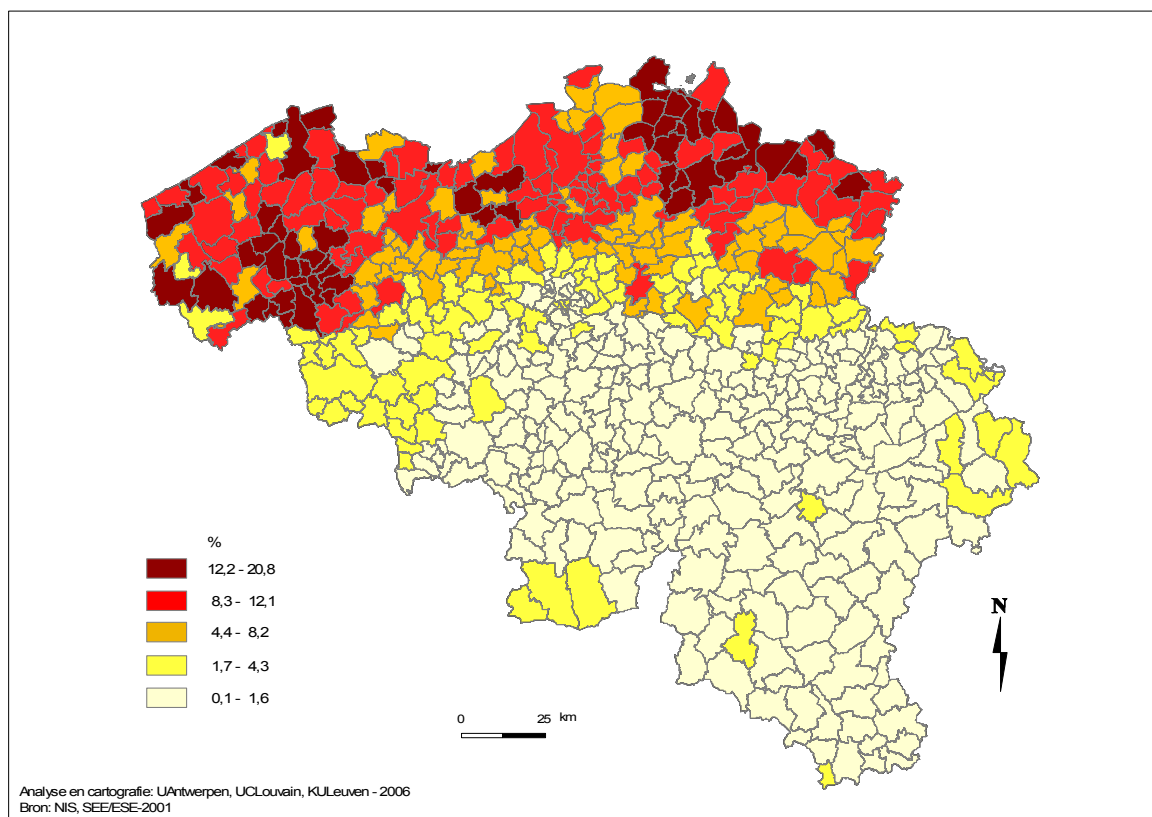 %
12,2 - 20,8
8,3 - 12,1
4,4 - 8,2
1,7 - 4,3
0,1 - 1,6
0 25 km
N
Analyse en cartografie: UAntwerpen, UCLouvain, KULeuven - 2006
Bron: NIS, SEE/ESE-2001